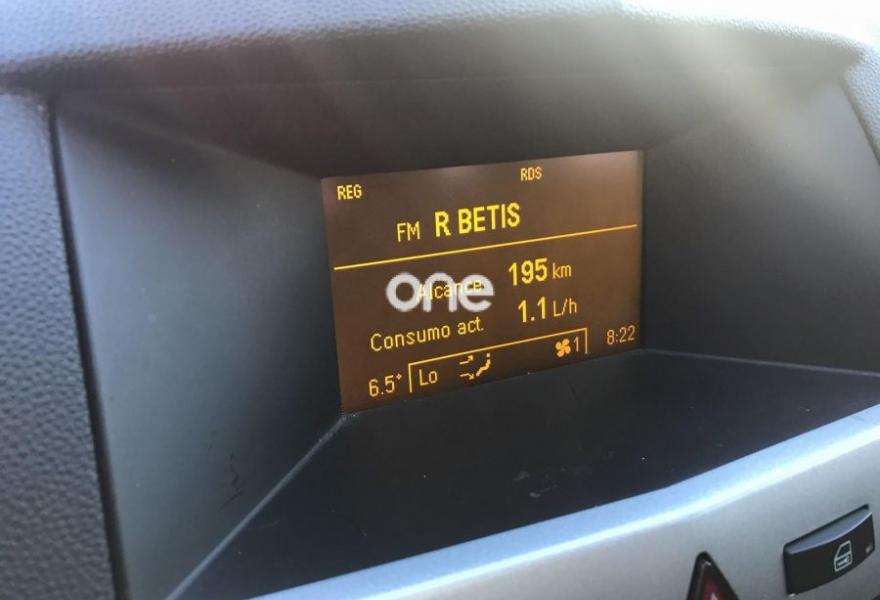 REG RDS
FM R BETIS
Alcance 195 km
one
Consumo act. 1.1 L/h
6.5° Lo 1 8:22